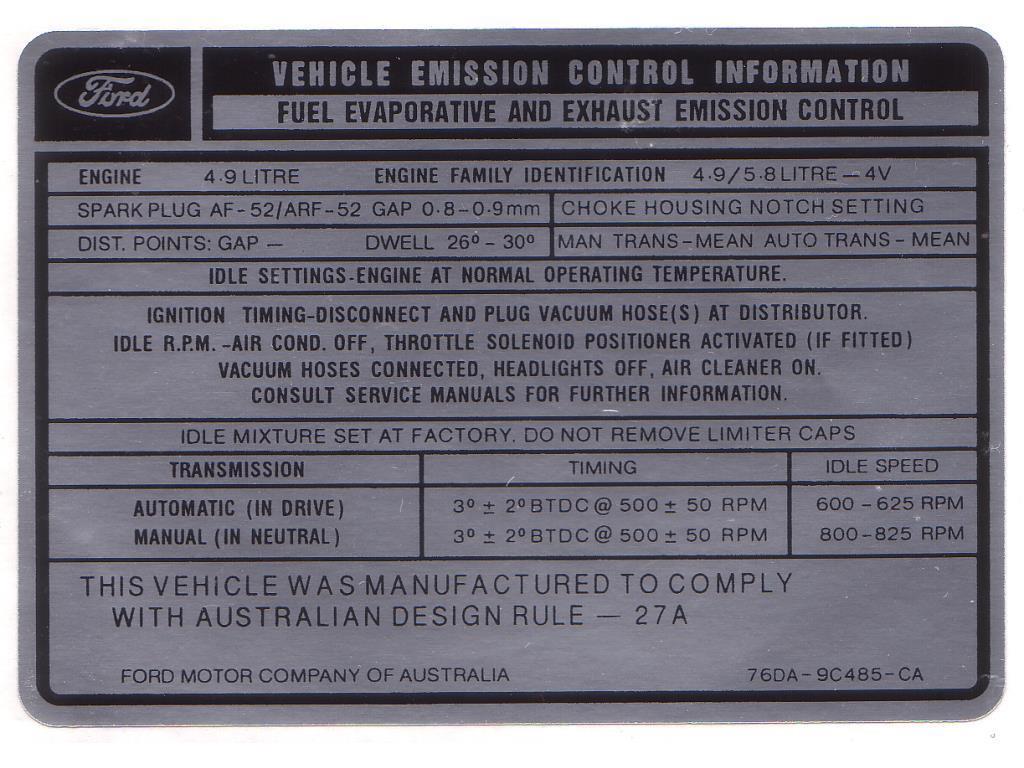 Ford
VEHICLE EMISSION CONTROL INFORMATION
FUEL EVAPORATIVE AND EXHAUST EMISSION CONTROL
ENGINE 4.9 LITRE ENGINE FAMILY IDENTIFICATION 4.9/5.8 LITRE – 4V
SPARK PLUG AF-52/ARF-52 GAP 0.8-0.9mm CHOKE HOUSING NOTCH SETTING
DIST. POINTS: GAP – DWELL 26º - 30º MAN TRANS-MEAN AUTO TRANS - MEAN
IDLE SETTINGS-ENGINE AT NORMAL OPERATING TEMPERATURE.
IGNITION TIMING-DISCONNECT AND PLUG VACUUM HOSE(S) AT DISTRIBUTOR.
IDLE R.P.M. -AIR COND. OFF, THROTTLE SOLENOID POSITIONER ACTIVATED (IF FITTED)
VACUUM HOSES CONNECTED, HEADLIGHTS OFF, AIR CLEANER ON.
CONSULT SERVICE MANUALS FOR FURTHER INFORMATION.
IDLE MIXTURE SET AT FACTORY. DO NOT REMOVE LIMITER CAPS
TRANSMISSION TIMING IDLE SPEED
AUTOMATIC (IN DRIVE) 3º ± 2º BTDC @ 500 ± 50 RPM 600 - 625 RPM
MANUAL (IN NEUTRAL) 3º ± 2º BTDC @ 500 ± 50 RPM 800-825 RPM
THIS VEHICLE WAS MANUFACTURED TO COMPLY
WITH AUSTRALIAN DESIGN RULE – 27A
FORD MOTOR COMPANY OF AUSTRALIA 76DA-9C485-CA